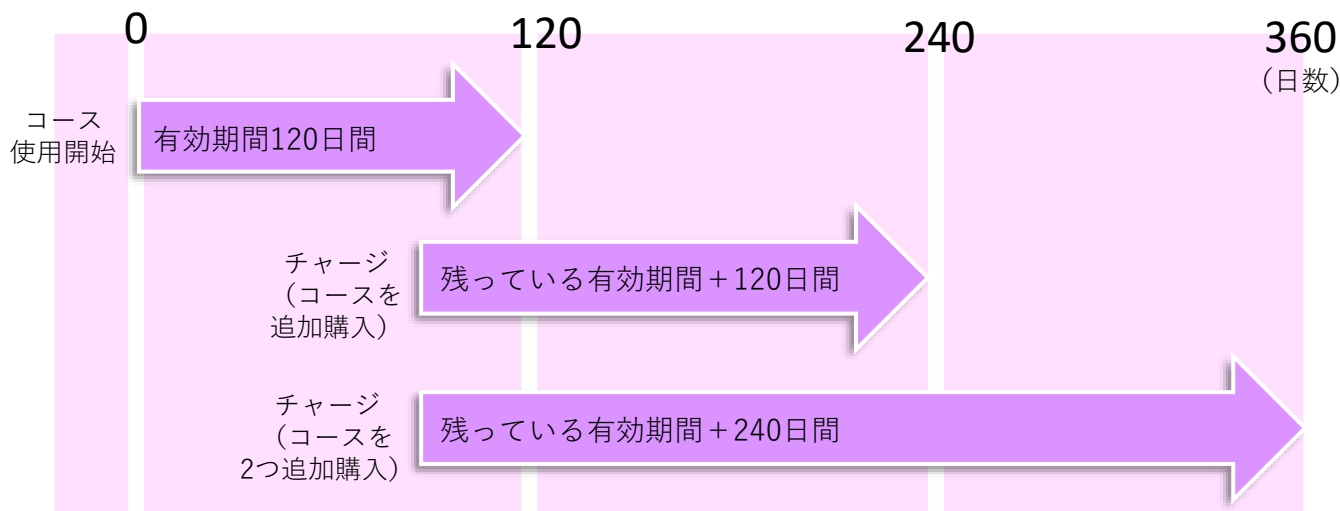 0
120
240
360
（日数）
コース
使用開始
有効期間120日間
チャージ
（コースを
追加購入）
残っている有効期間＋120日間
チャージ
（コースを
2つ追加購入）
残っている有効期間＋240日間